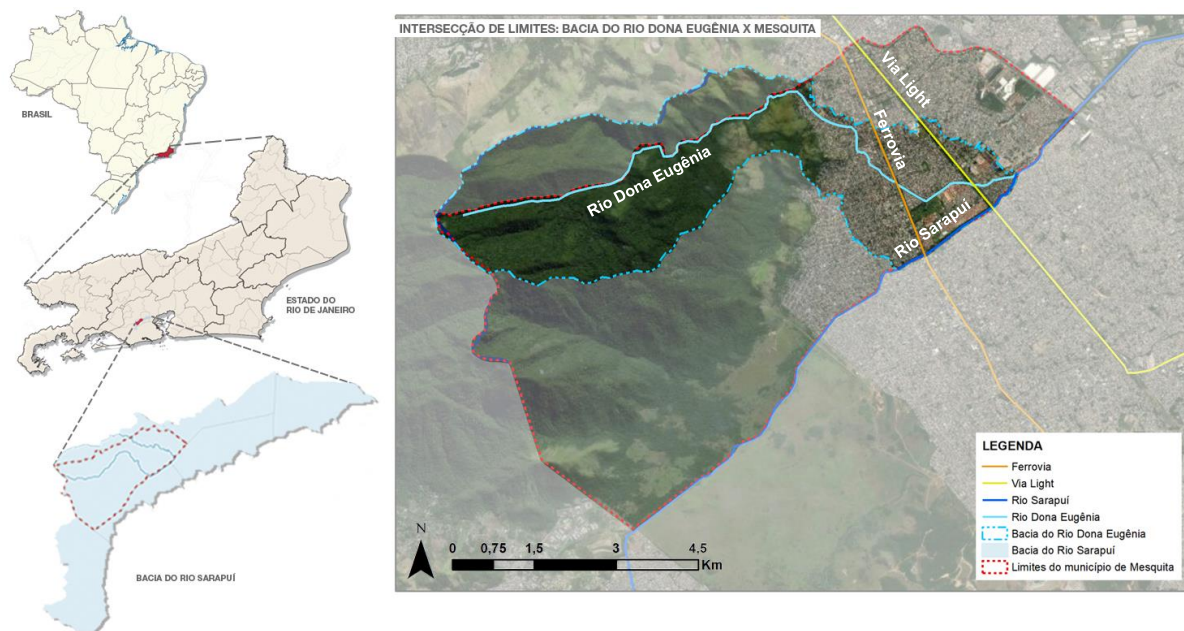 BRASIL
ESTADO DO
RIO DE JANEIRO
BACIA DO RIO SARAPUÍ
INTERSECÇÃO DE LIMITES: BACIA DO RIO DONA EUGÊNIA X MESQUITA
Via Light
Ferrovia
Rio Dona Eugênia
Rio Sarapuí
N
0 0,75 1,5 3 4,5
Km
LEGENDA
Ferrovia
Via Light
Rio Sarapuí
Rio Dona Eugênia
Bacia do Rio Dona Eugênia
Bacia do Rio Sarapuí
Limites do município de Mesquita